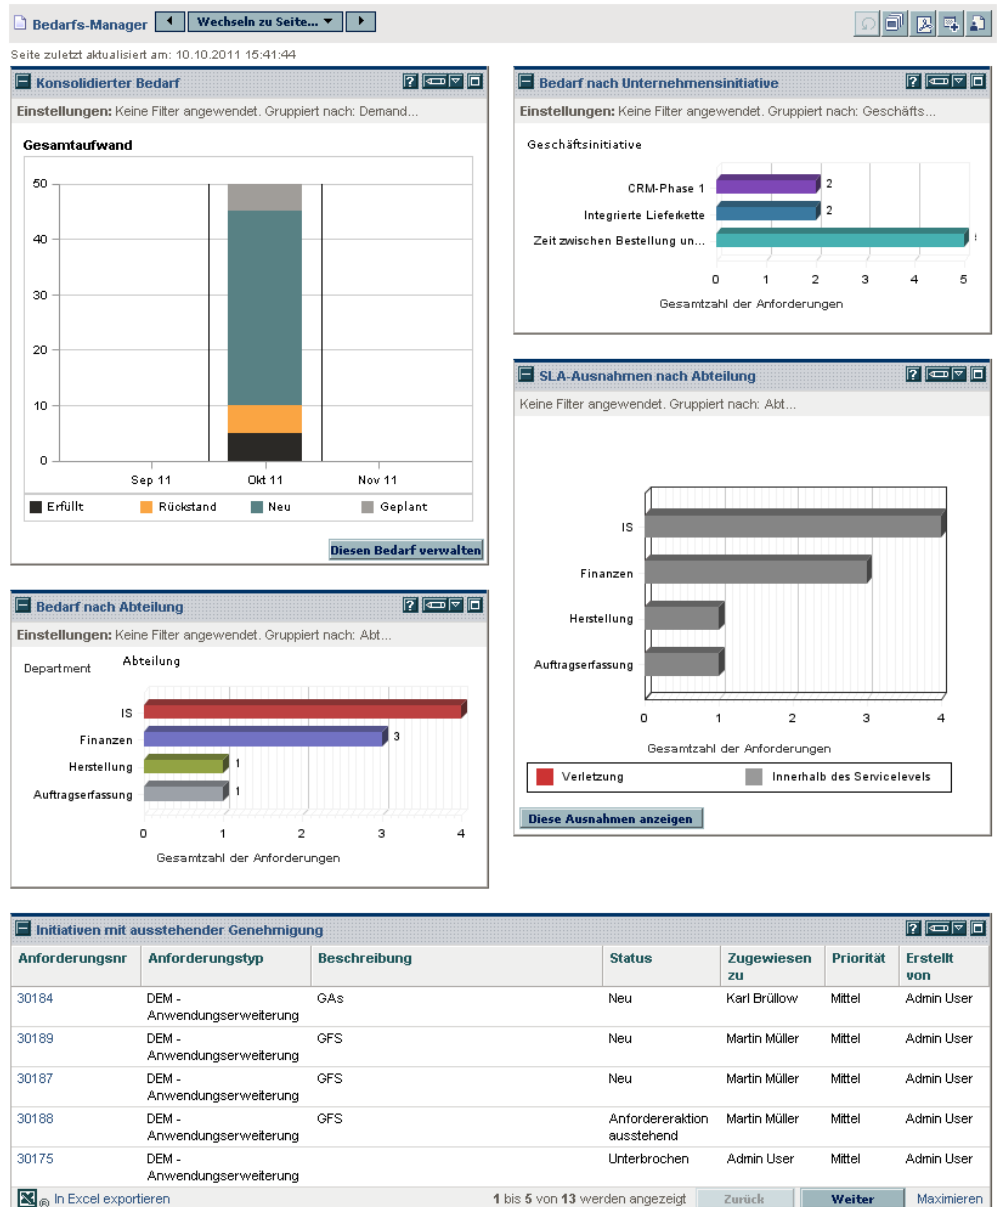 Bedarfs-Manager Wechseln zu Seite...
Seite zuletzt aktualisiert am: 10.10.2011 15:41:44
Konsolidierter Bedarf
Einstellungen: Keine Filter angewendet. Gruppiert nach: Demand...
Gesamtaufwand
50
40
30
20
10
0
Sep 11 Okt 11 Nov 11
Erfüllt Rückstand Neu Geplant
Diesen Bedarf verwalten
Bedarf nach Abteilung
Einstellungen: Keine Filter angewendet. Gruppiert nach: Abt...
Department Abteilung
IS
Finanzen 3
Herstellung 1
Auftragserfassung 1
0 1 2 3 4
Gesamtzahl der Anforderungen
Bedarf nach Unternehmensinitiative
Einstellungen: Keine Filter angewendet. Gruppiert nach: Geschäfts...
Geschäftsinitiative
CRM-Phase 1 2
Integrierte Lieferkette 2
Zeit zwischen Bestellung un...
0 1 2 3 4 5
Gesamtzahl der Anforderungen
SLA-Ausnahmen nach Abteilung
Keine Filter angewendet. Gruppiert nach: Abt...
IS
Finanzen
Herstellung
Auftragserfassung
0 1 2 3 4
Gesamtzahl der Anforderungen
Verletzung Innerhalb des Servicelevels
Diese Ausnahmen anzeigen
Initiativen mit ausstehender Genehmigung
Anforderungsnr Anforderungstyp Beschreibung Status Zugewiesen zu Priorität Erstellt von
30184 DEM - Anwendungserweiterung GAs Neu Karl Brüllow Mittel Admin User
30189 DEM - Anwendungserweiterung GFS Neu Martin Müller Mittel Admin User
30187 DEM - Anwendungserweiterung GFS Neu Martin Müller Mittel Admin User
30188 DEM - Anwendungserweiterung GFS Anfordereraktion ausstehend Martin Müller Mittel Admin User
30175 DEM - Anwendungserweiterung Unterbrochen Admin User Mittel Admin User
In Excel exportieren 1 bis 5 von 13 werden angezeigt Zurück Weiter Maximieren